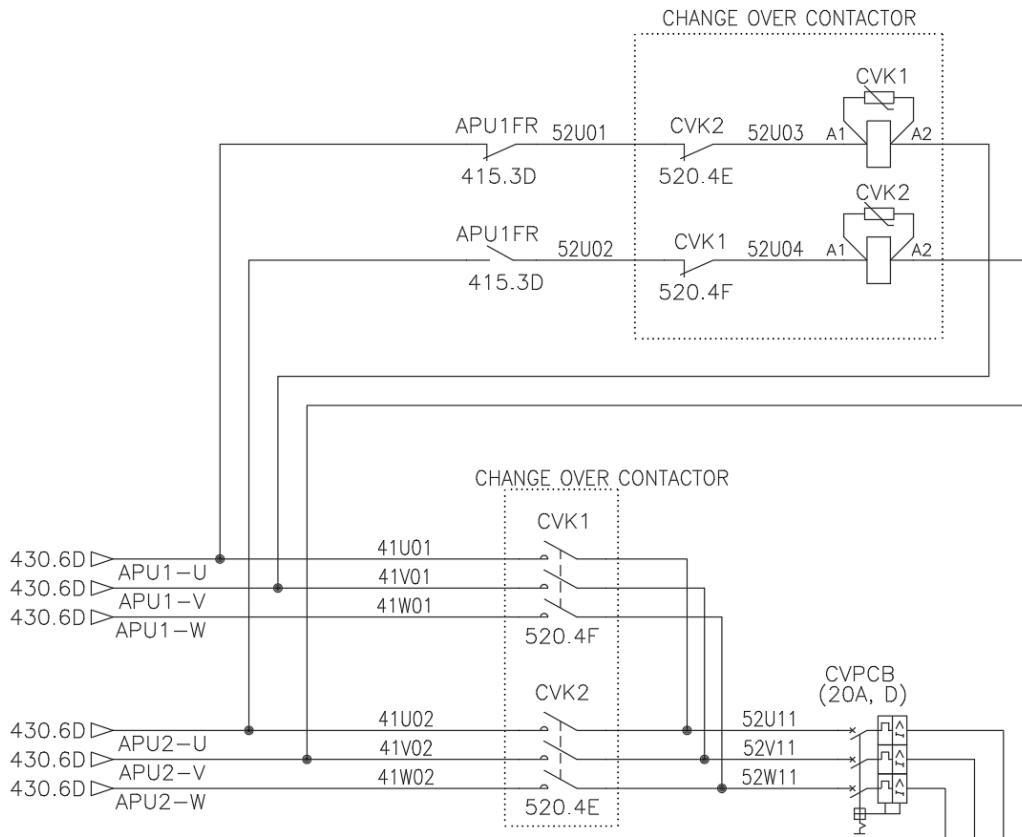 CHANGE OVER CONTACTOR
CVK1
APU1FR 52U01 CVK2 52U03 A1 A2
415.3D 520.4E
CVK2
APU1FR 52U02 CVK1 52U04 A1 A2
415.3D 520.4F
CHANGE OVER CONTACTOR
CVK1
430.6D APU1-U 41U01
430.6D APU1-V 41V01
430.6D APU1-W 41W01
520.4F
CVK2
CVPCB
(20A, D)
430.6D APU2-U 41U02 52U11 I>
430.6D APU2-V 41V02 52V11 I>
430.6D APU2-W 41W02 52W11 I>
520.4E